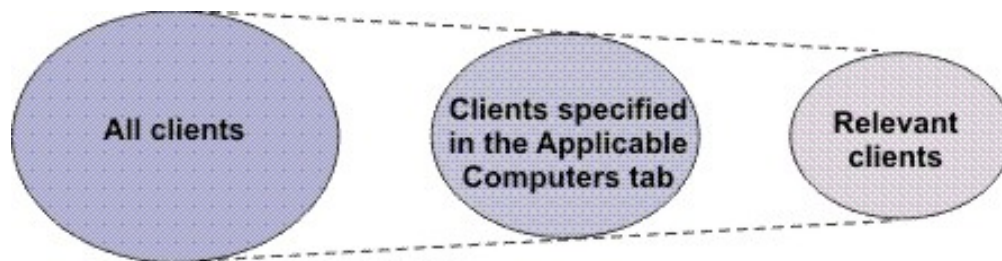 All clients
Clients specified
in the Applicable
Computers tab
Relevant
clients